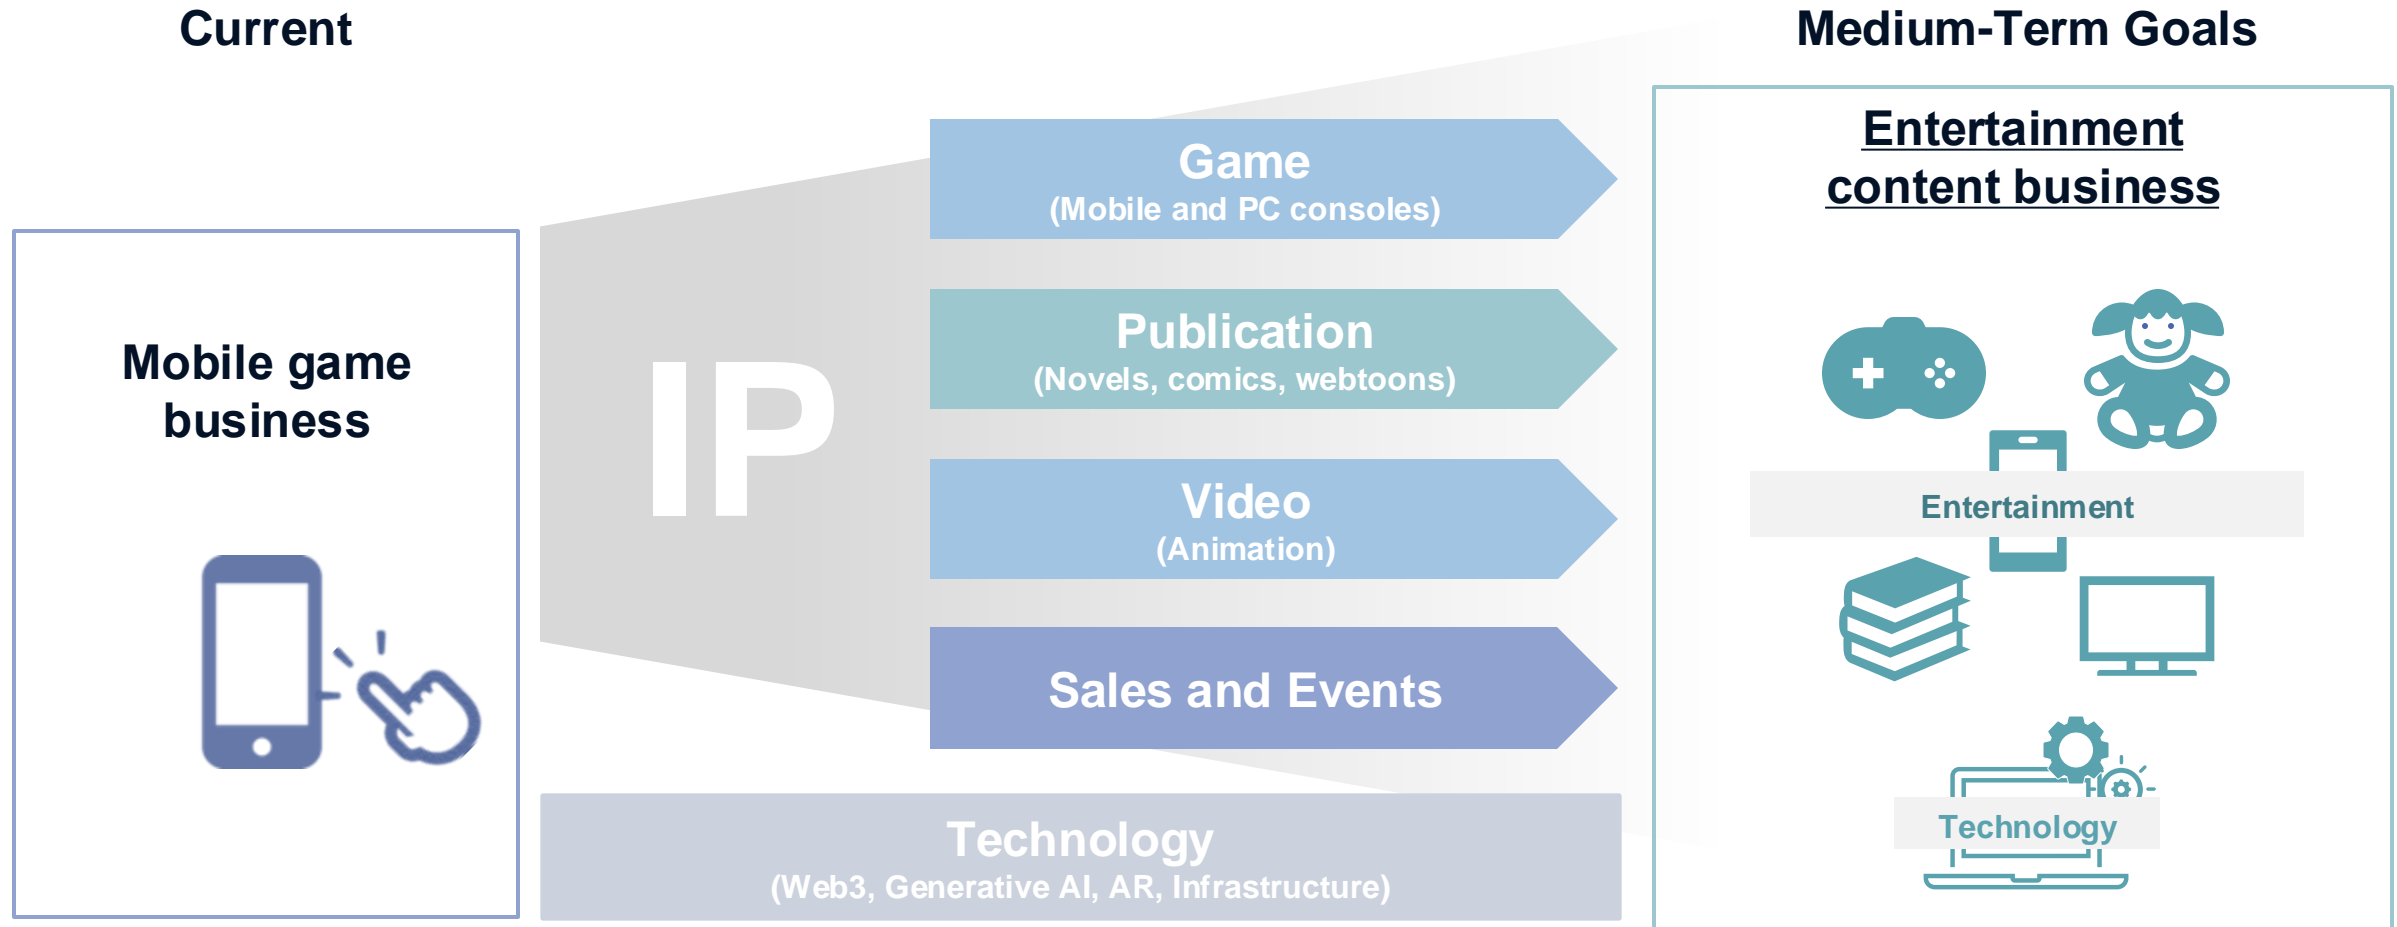 Current
Medium-Term Goals
Mobile game
business
IP
Game
(Mobile and PC consoles)
Publication
(Novels, comics, webtoons)
Video
(Animation)
Sales and Events
Technology
(Web3, Generative AI, AR, Infrastructure)
Entertainment
content business
Entertainment
Technology